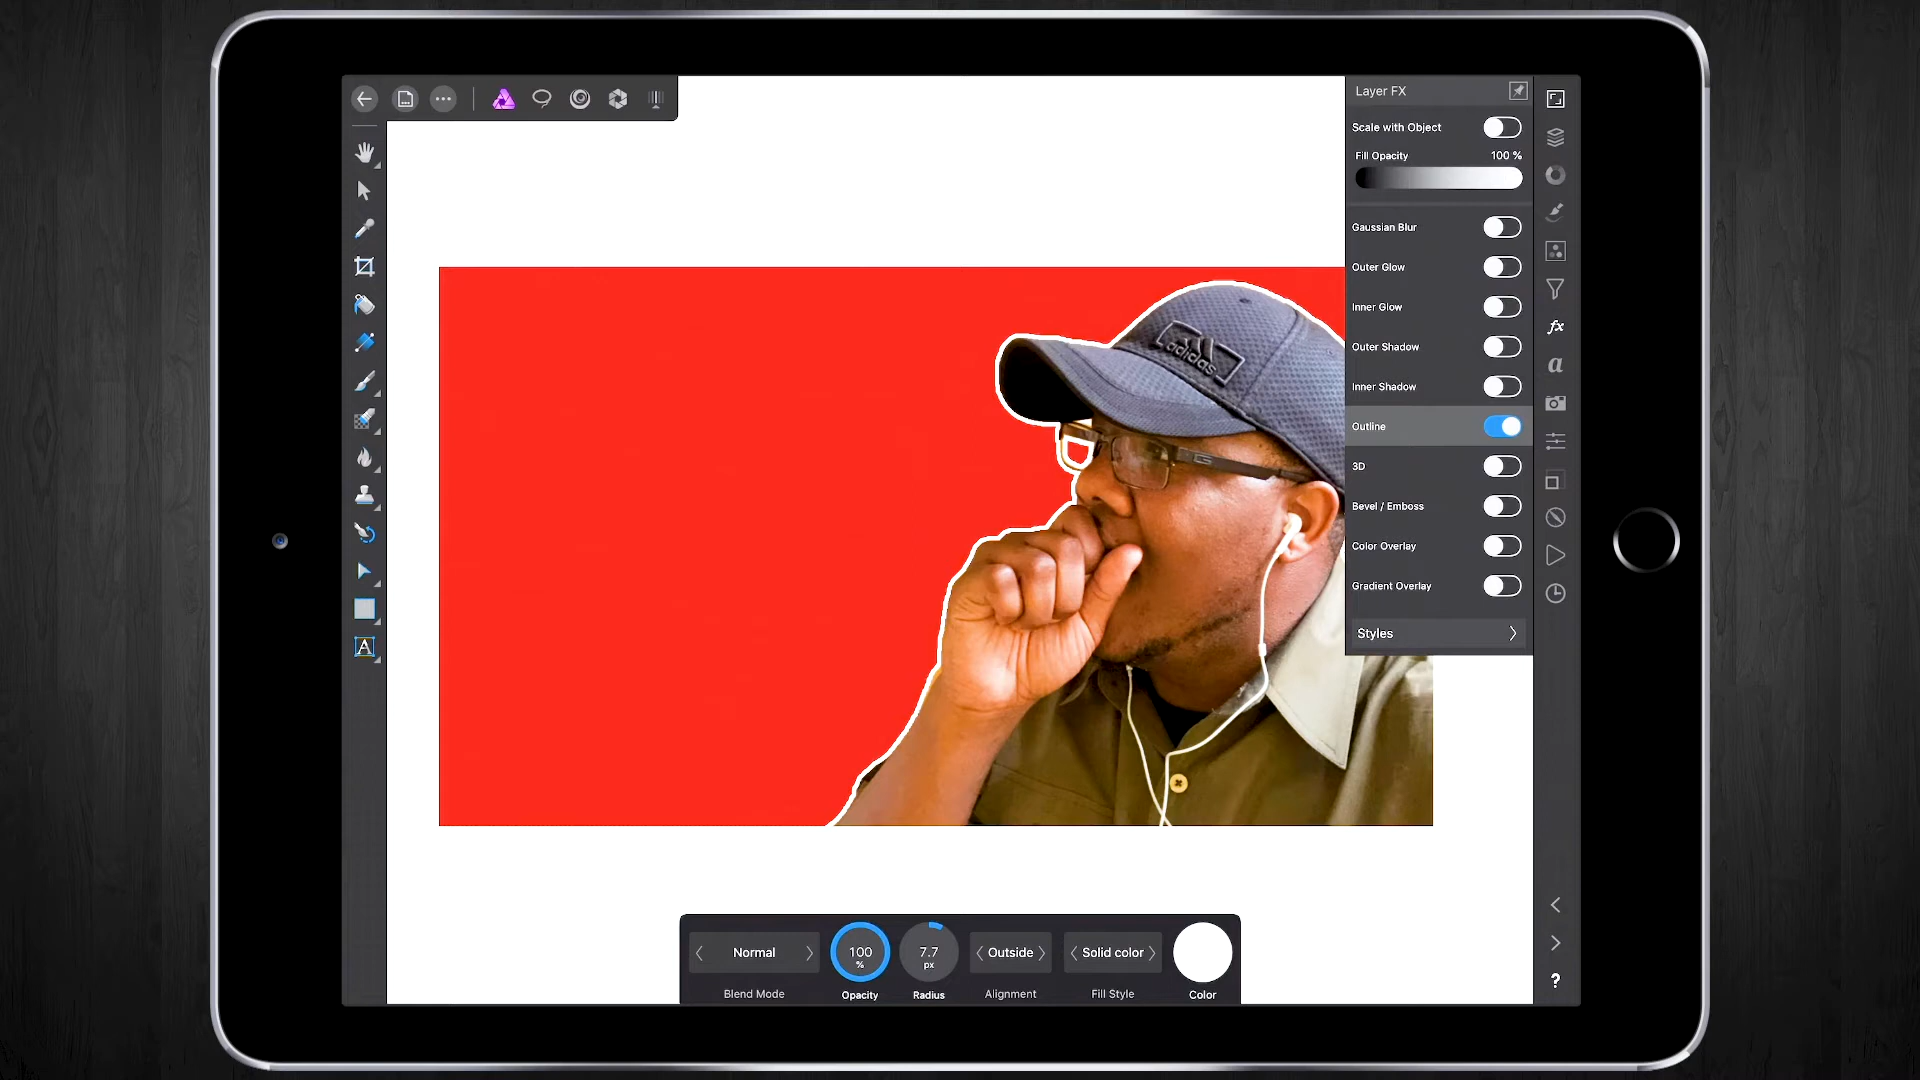 Layer FX
Scale with Object
Fill Opacity 100 %
Gaussian Blur
Outer Glow
Inner Glow
Outer Shadow
Inner Shadow
Outline
3D
Bevel / Emboss
Color Overlay
Gradient Overlay
Styles
fx
a
A
adidas
G
Normal
100
%
7.7
px
Outside
Solid color
Blend Mode
Opacity
Radius
Alignment
Fill Style
Color
?